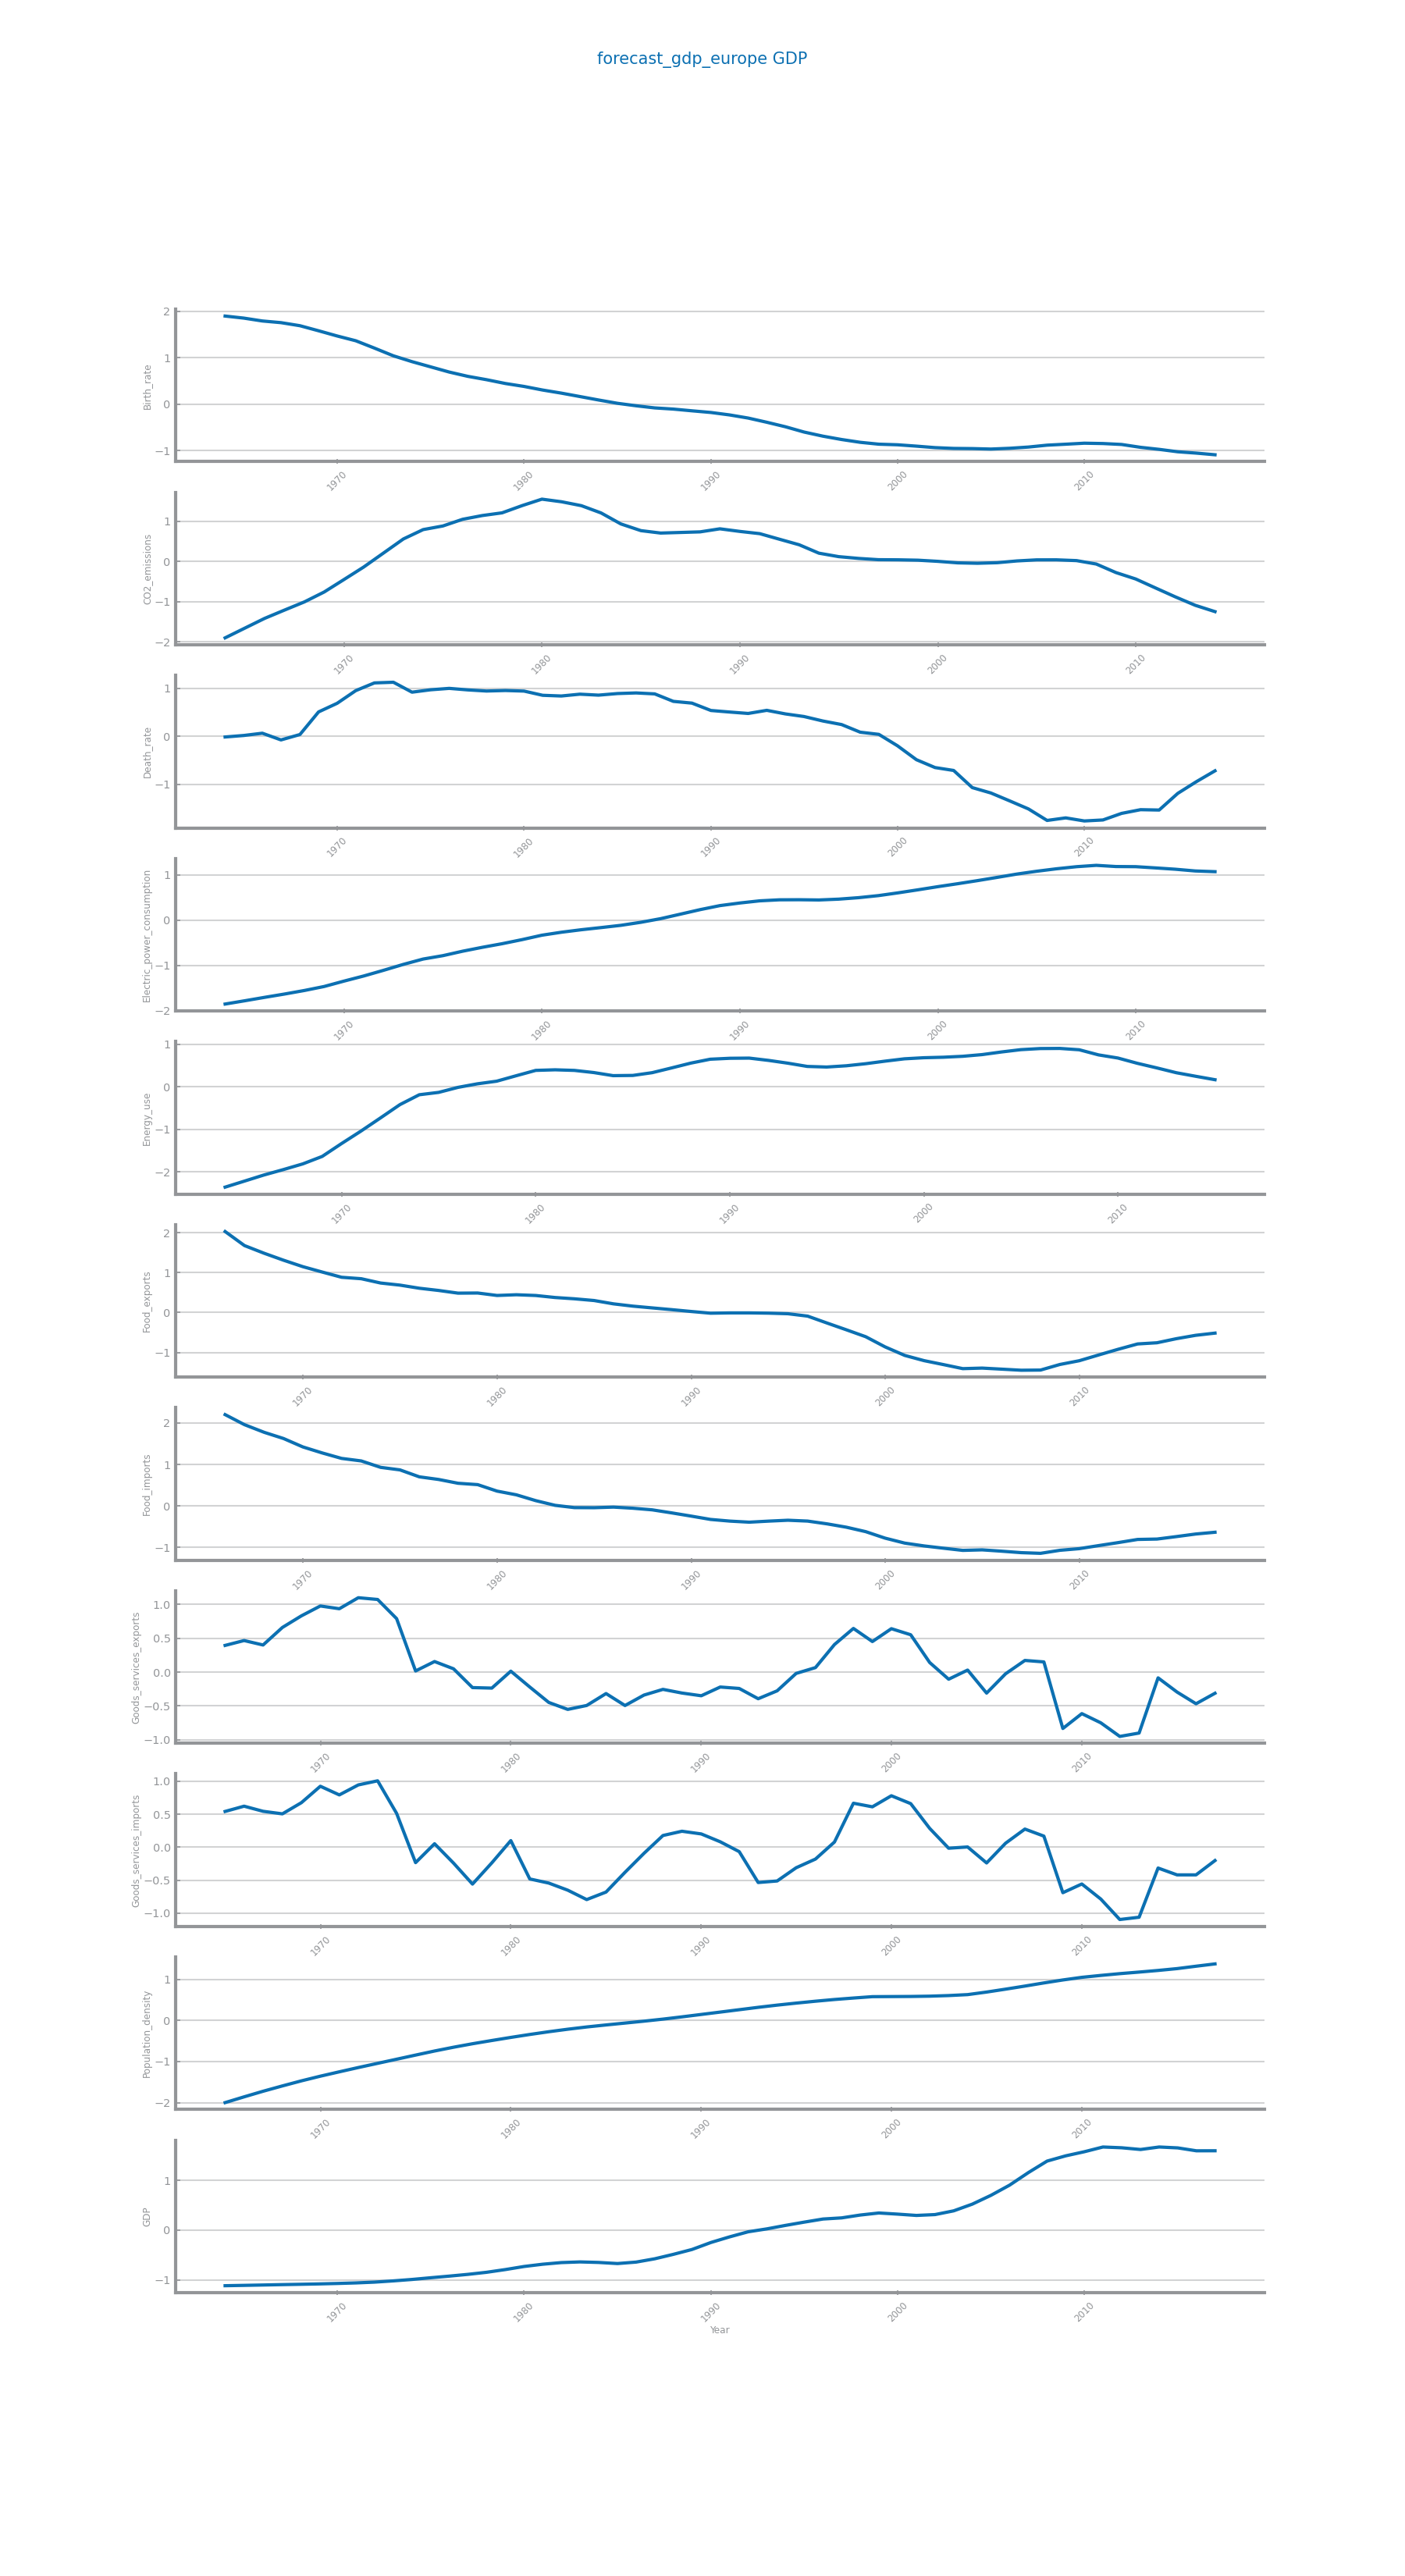 forecast_gdp_europe GDP
2
1
0
−1
Birth_rate
1970 1980 1990 2000 2010
1
0
−1
−2
CO2_emissions
1970 1980 1990 2000 2010
1
0
−1
Death_rate
1970 1980 1990 2000 2010
1
0
−1
−2
Electric_power_consumption
1970 1980 1990 2000 2010
1
0
−1
−2
Energy_use
1970 1980 1990 2000 2010
2
1
0
−1
Food_exports
1970 1980 1990 2000 2010
2
1
0
−1
Food_imports
1970 1980 1990 2000 2010
1.0
0.5
0.0
−0.5
−1.0
Goods_services_exports
1970 1980 1990 2000 2010
1.0
0.5
0.0
−0.5
−1.0
Goods_services_imports
1970 1980 1990 2000 2010
1
0
−1
−2
Population_density
1970 1980 1990 2000 2010
1
0
−1
GDP
1970 1980 1990 2000 2010
Year